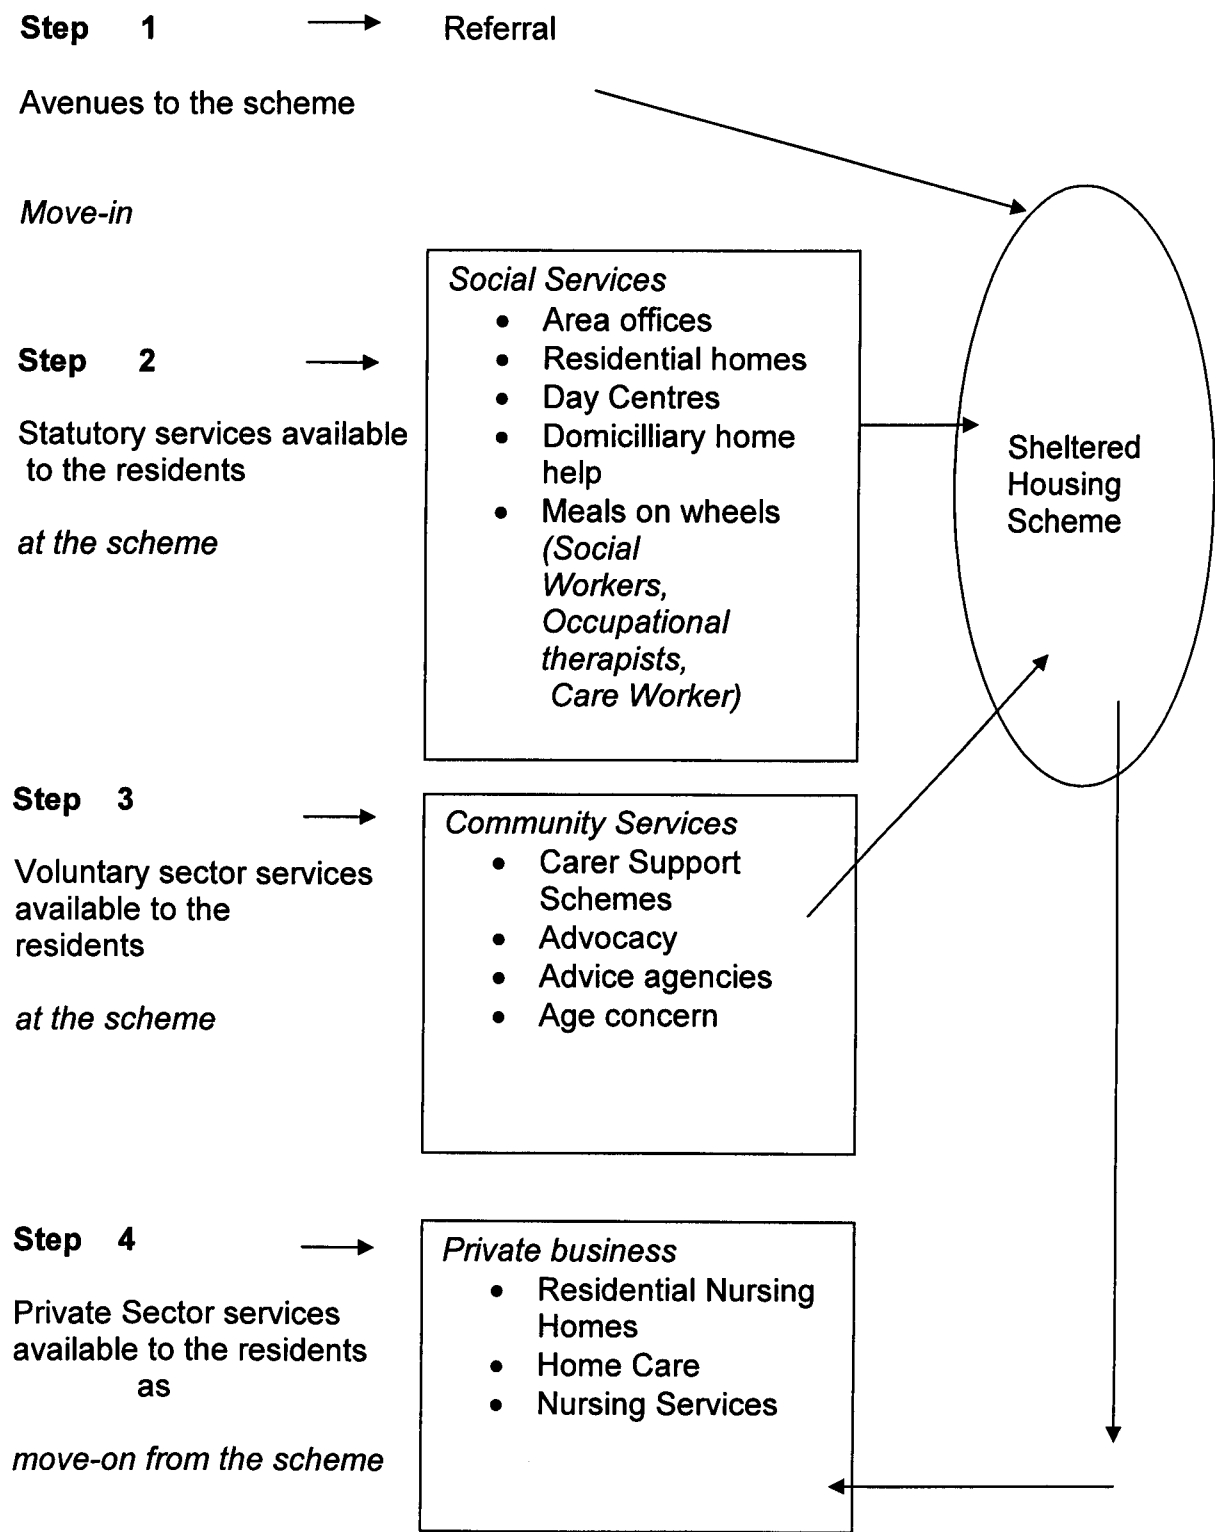 Step 1
Referral
Avenues to the scheme
Move-in
Step 2
Statutory services available
to the residents
at the scheme
Social Services
• Area offices
• Residential homes
• Day Centres
• Domicilliary home
help
• Meals on wheels
(Social
Workers,
Occupational
therapists,
Care Worker)
Sheltered
Housing
Scheme
Step 3
Voluntary sector services
available to the
residents
at the scheme
Community Services
• Carer Support
Schemes
• Advocacy
• Advice agencies
• Age concern
Step 4
Private Sector services
available to the residents
as
move-on from the scheme
Private business
• Residential Nursing
Homes
• Home Care
• Nursing Services